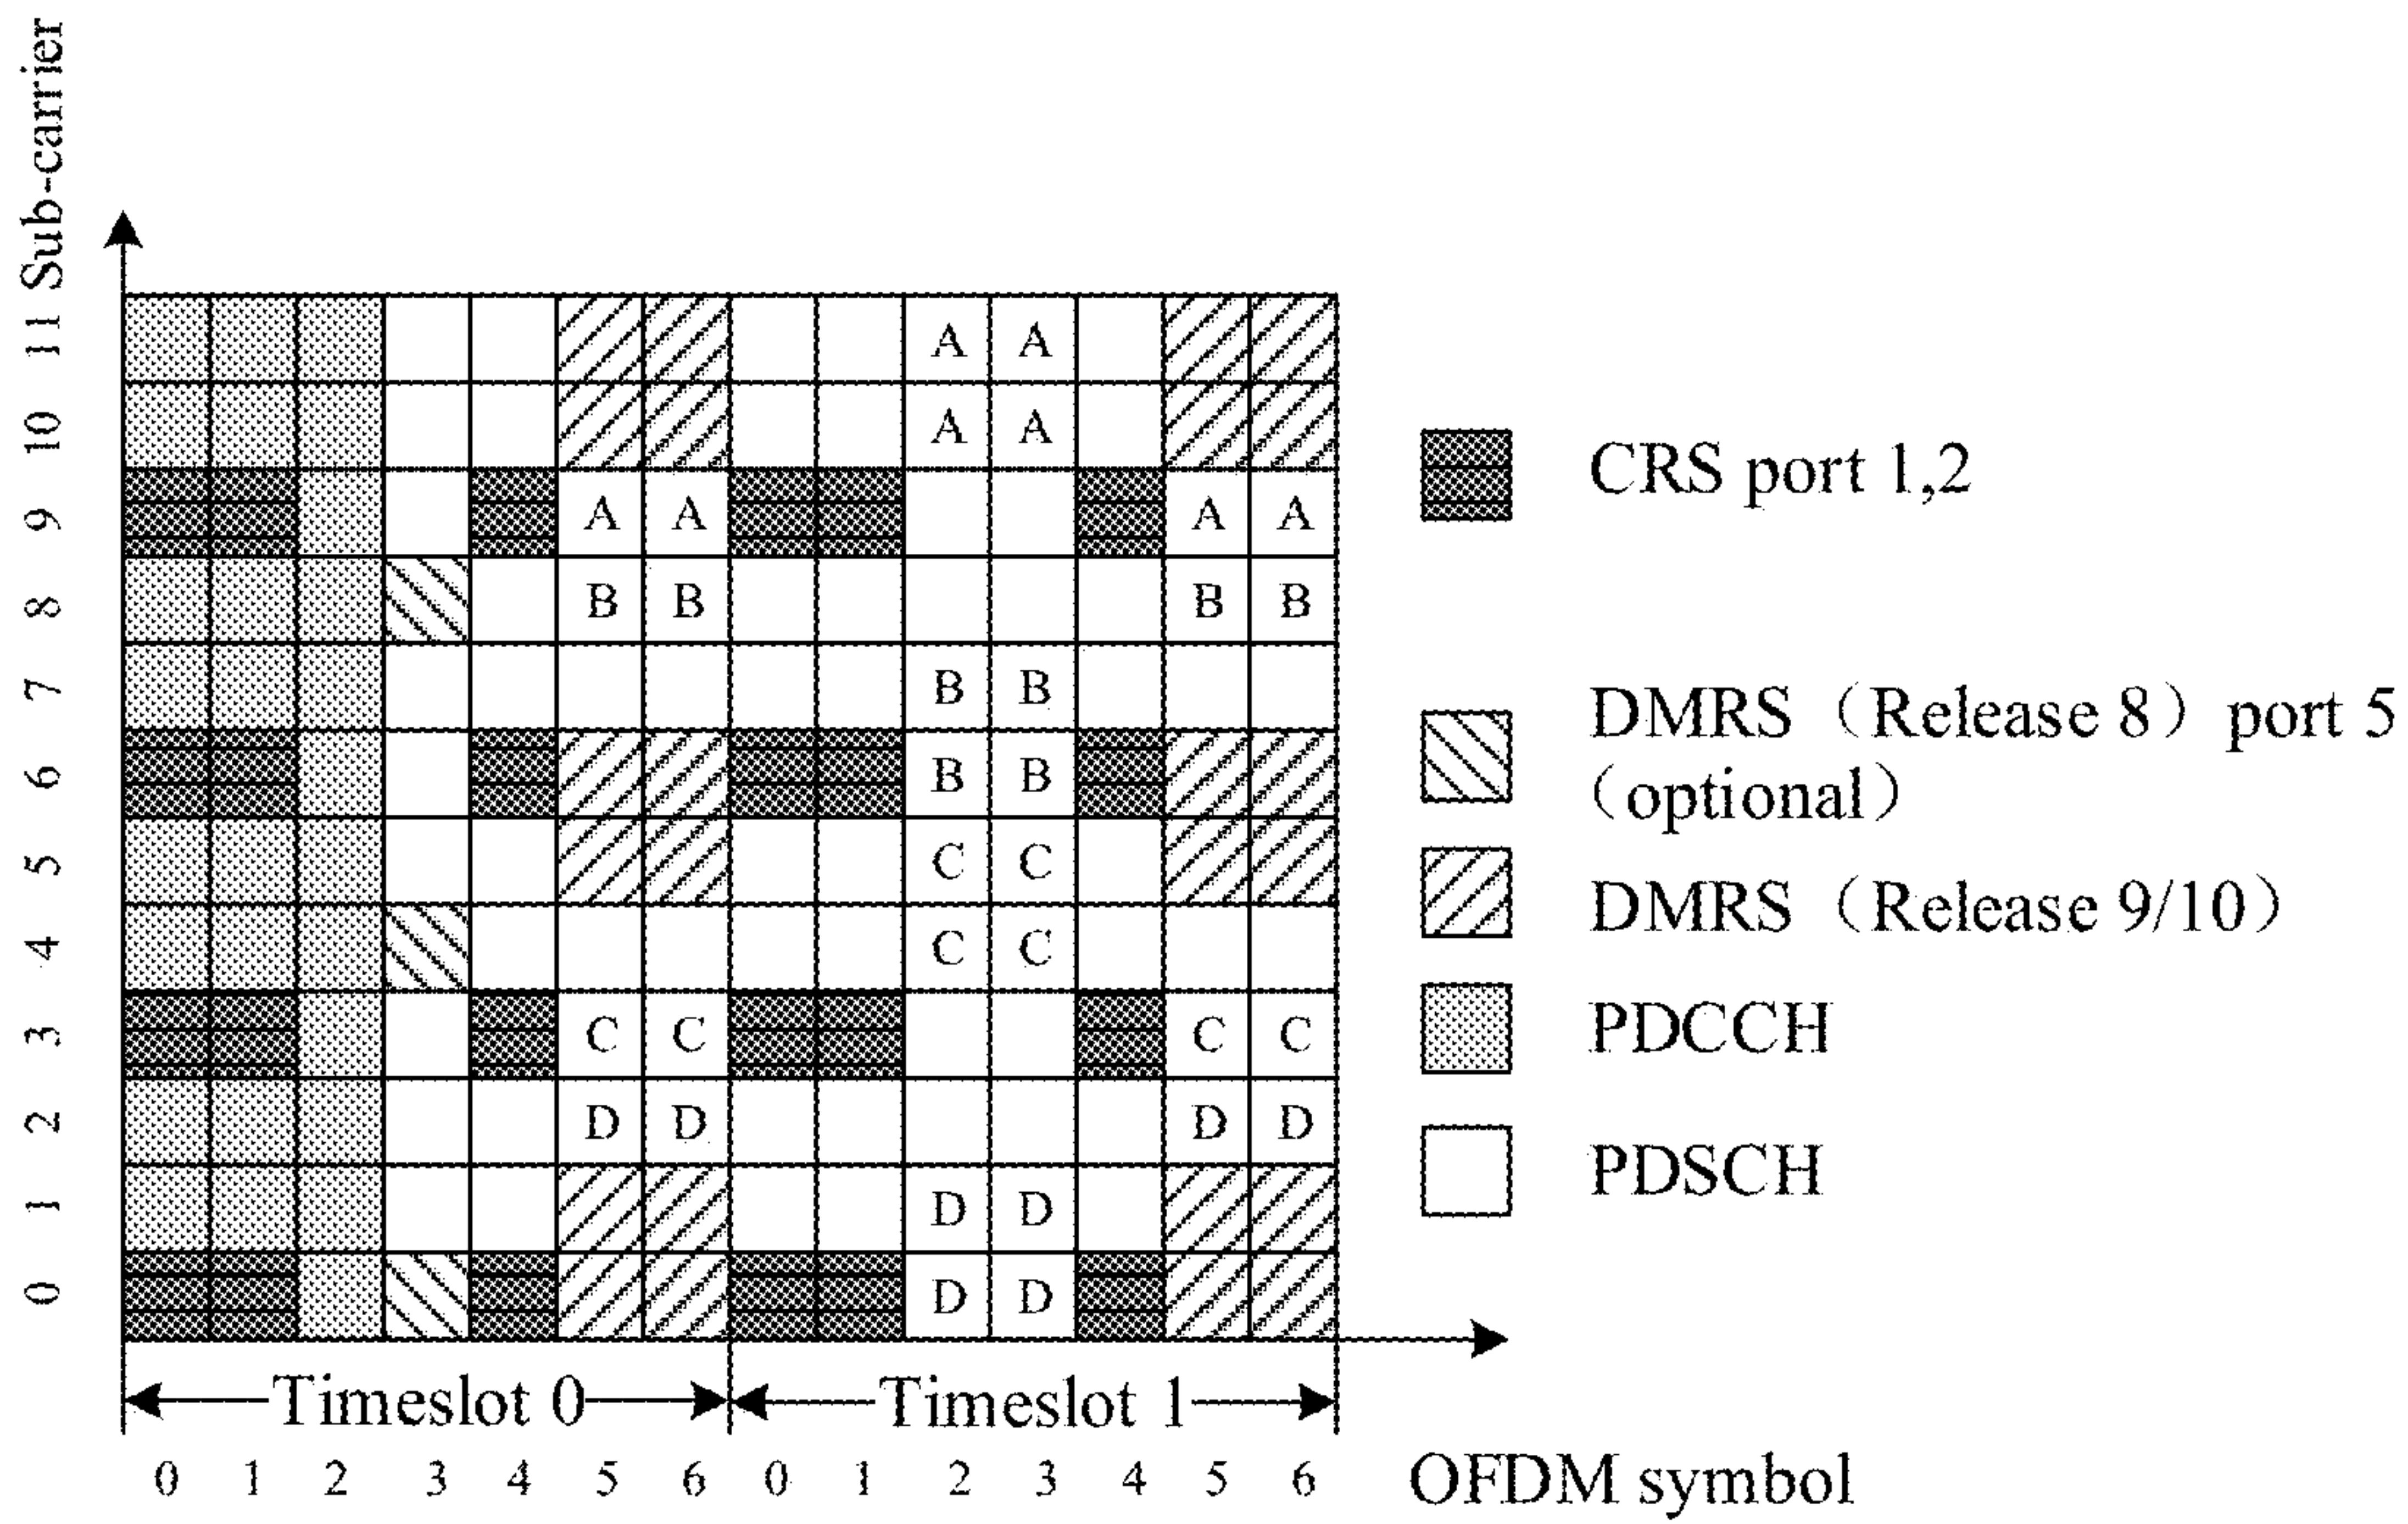 Sub-carrier
11 A A
10 A A
9 A A A A
8 B B B B
7 B B
6 B B
5 C C
4 C C
3 C C C C
2 D D D D
1 D D
0 D D
Timeslot 0 Timeslot 1
0 1 2 3 4 5 6 0 1 2 3 4 5 6 OFDM symbol
CRS port 1,2
DMRS（Release 8）port 5
（optional）
DMRS（Release 9/10）
PDCCH
PDSCH